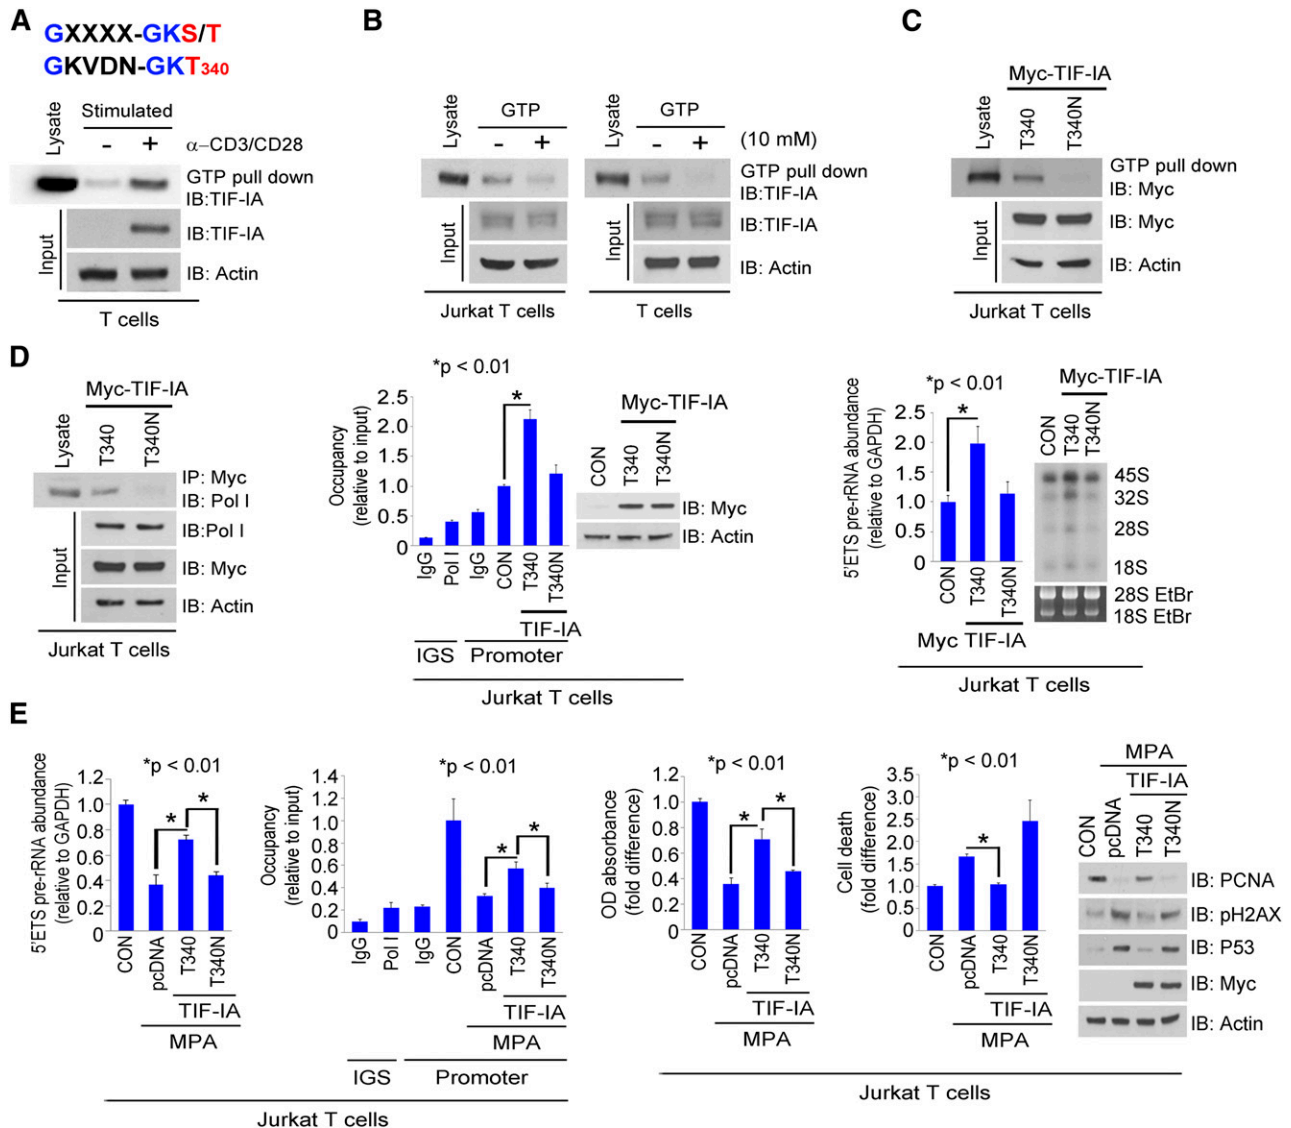 A
GXXXX-GKS/T
GKVDN-GKT340
Lysate
Stimulated
- + α-CD3/CD28
GTP pull down
IB:TIF-IA
Input
IB:TIF-IA
IB: Actin
T cells
B
Lysate
GTP
- +
Lysate
GTP
- + (10 mM)
GTP pull down
IB:TIF-IA
Input
Input
IB:TIF-IA
IB: Actin
Jurkat T cells
T cells
C
Myc-TIF-IA
Lysate
T340
T340N
GTP pull down
IB: Myc
Input
IB: Myc
IB: Actin
Jurkat T cells
D
Myc-TIF-IA
Lysate
T340
T340N
IP: Myc
IB: Pol I
Input
IB:Pol I
IB: Myc
IB: Actin
Jurkat T cells
*p < 0.01
Occupancy
(relative to input)
2.5
2.0
1.5
1.0
0.5
0
*
IgG
Pol I
IgG
CON
T340
T340N
TIF-IA
IGS
Promoter
Myc-TIF-IA
CON
T340
T340N
IB: Myc
IB: Actin
Jurkat T cells
*p < 0.01
5'ETS pre-rRNA abundance
(relative to GAPDH)
2.5
2.0
1.5
1.0
0.5
0
*
CON
T340
T340N
Myc TIF-IA
Myc-TIF-IA
CON
T340
T340N
45S
32S
28S
18S
28S EtBr
18S EtBr
Jurkat T cells
E
*p < 0.01
5'ETS pre-rRNA abundance
(relative to GAPDH)
1.2
1.0
0.8
0.6
0.4
0.2
0
*
*
CON
pcDNA
T340
T340N
TIF-IA
MPA
*p < 0.01
Occupancy
(relative to input)
1.4
1.2
1.0
0.8
0.6
0.4
0.2
0
*
*
IgG
Pol I
IgG
CON
pcDNA
T340
T340N
TIF-IA
MPA
IGS
Promoter
Jurkat T cells
*p < 0.01
OD absorbance
(fold difference)
1.2
1.0
0.8
0.6
0.4
0.2
0
*
*
CON
pcDNA
T340
T340N
TIF-IA
MPA
*p < 0.01
Cell death
(fold difference)
3.5
3.0
2.5
2.0
1.5
1.0
0.5
0
*
CON
pcDNA
T340
T340N
TIF-IA
MPA
MPA
TIF-IA
CON
pcDNA
T340
T340N
IB: PCNA
IB: pH2AX
IB: P53
IB: Myc
IB: Actin
Jurkat T cells